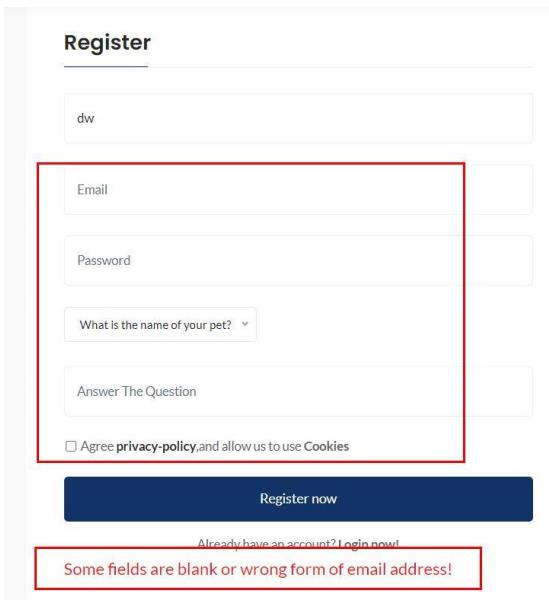 Register
dw
Email
Password
What is the name of your pet?
Answer The Question
Agree privacy-policy,and allow us to use Cookies
Register now
Already have an account? Login now!
Some fields are blank or wrong form of email address!